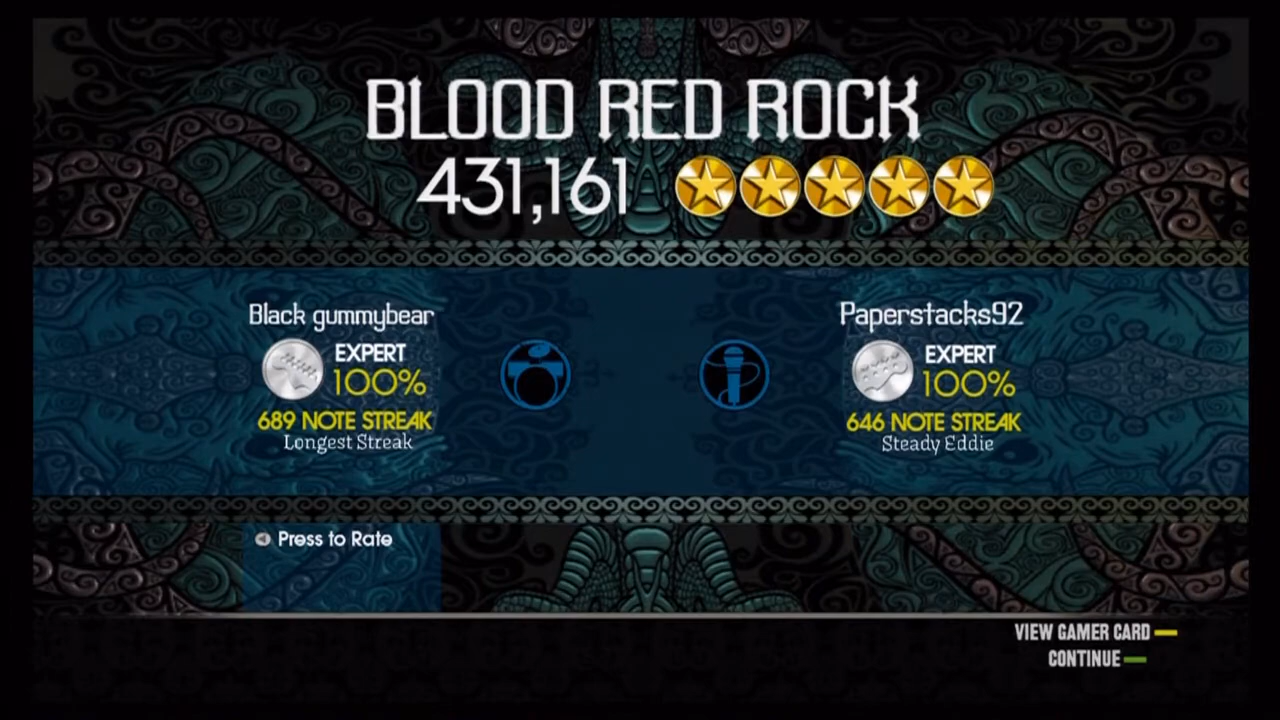 BLOOD RED ROCK
431,161
Black gummybear
EXPERT
100%
689 NOTE STREAK
Longest Streak
Paperstacks92
EXPERT
100%
646 NOTE STREAK
Steady Eddie
Press to Rate
VIEW GAMER CARD
CONTINUE